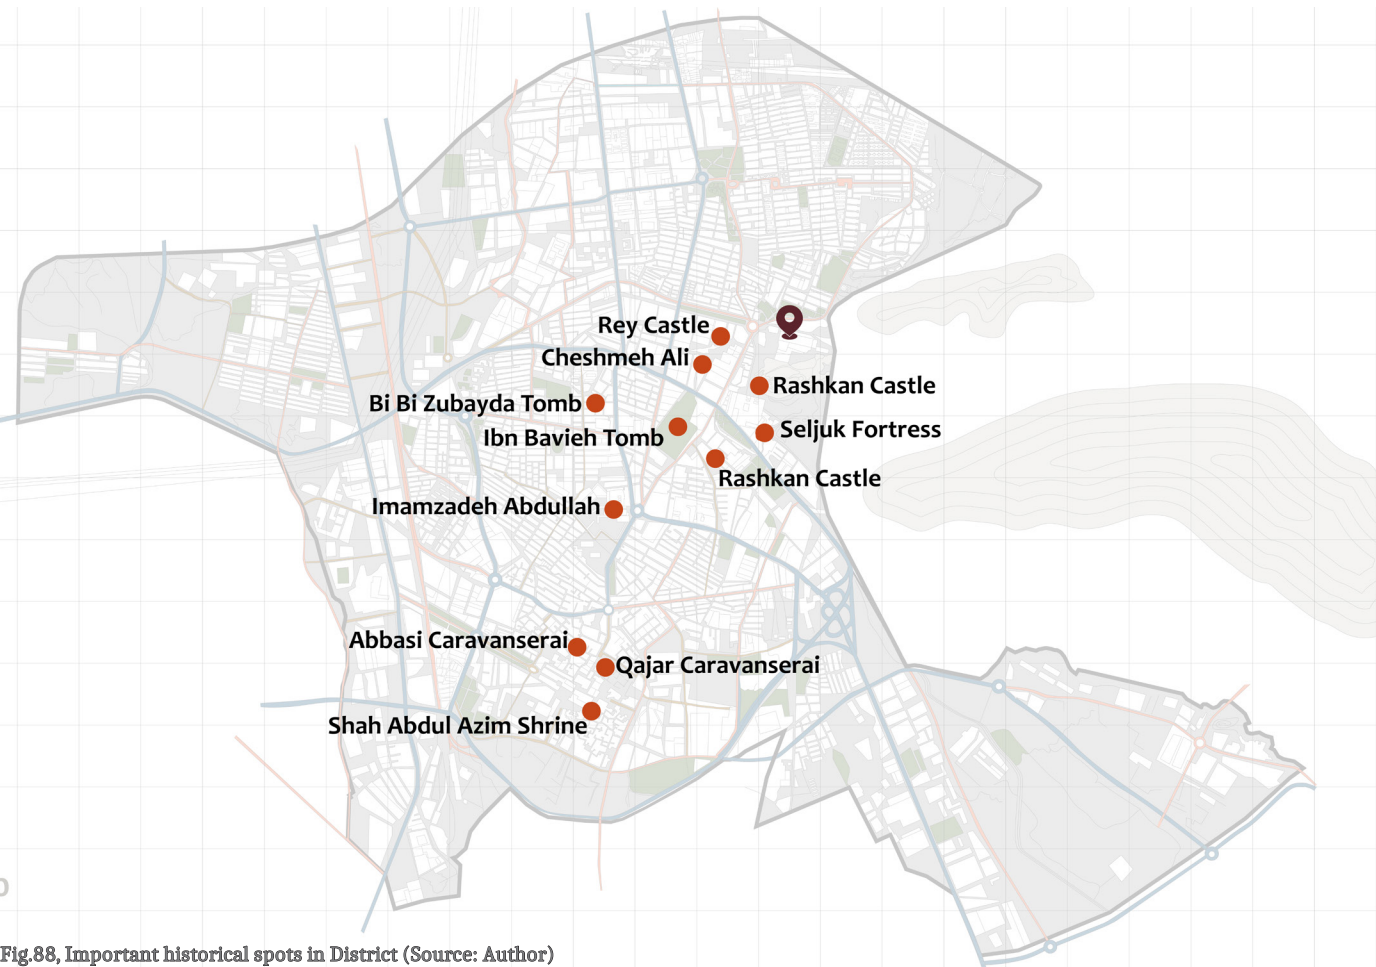 Rey Castle
Cheshmeh Ali
Rashkan Castle
Bi Bi Zubayda Tomb
Seljuk Fortress
Ibn Bavieh Tomb
Rashkan Castle
Imamzadeh Abdullah
Abbasi Caravanserai
Qajar Caravanserai
Shah Abdul Azim Shrine
Fig.88, Important historical spots in District (Source: Author)